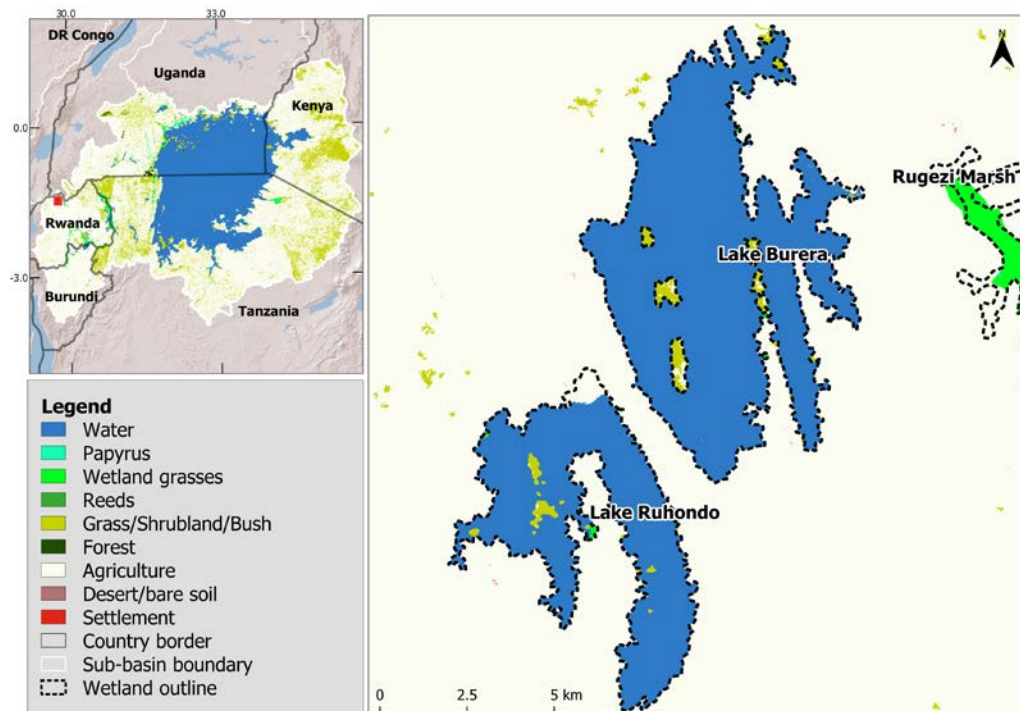 30.0
33.0
DR Congo
Uganda
Kenya
0.0
Rwanda
-3.0
Burundi
Tanzania
Legend
Water
Papyrus
Wetland grasses
Reeds
Grass/Shrubland/Bush
Forest
Agriculture
Desert/bare soil
Settlement
Country border
Sub-basin boundary
Wetland outline
N
Rugezi Marsh
Lake Burera
Lake Ruhondo
0 2.5 5 km